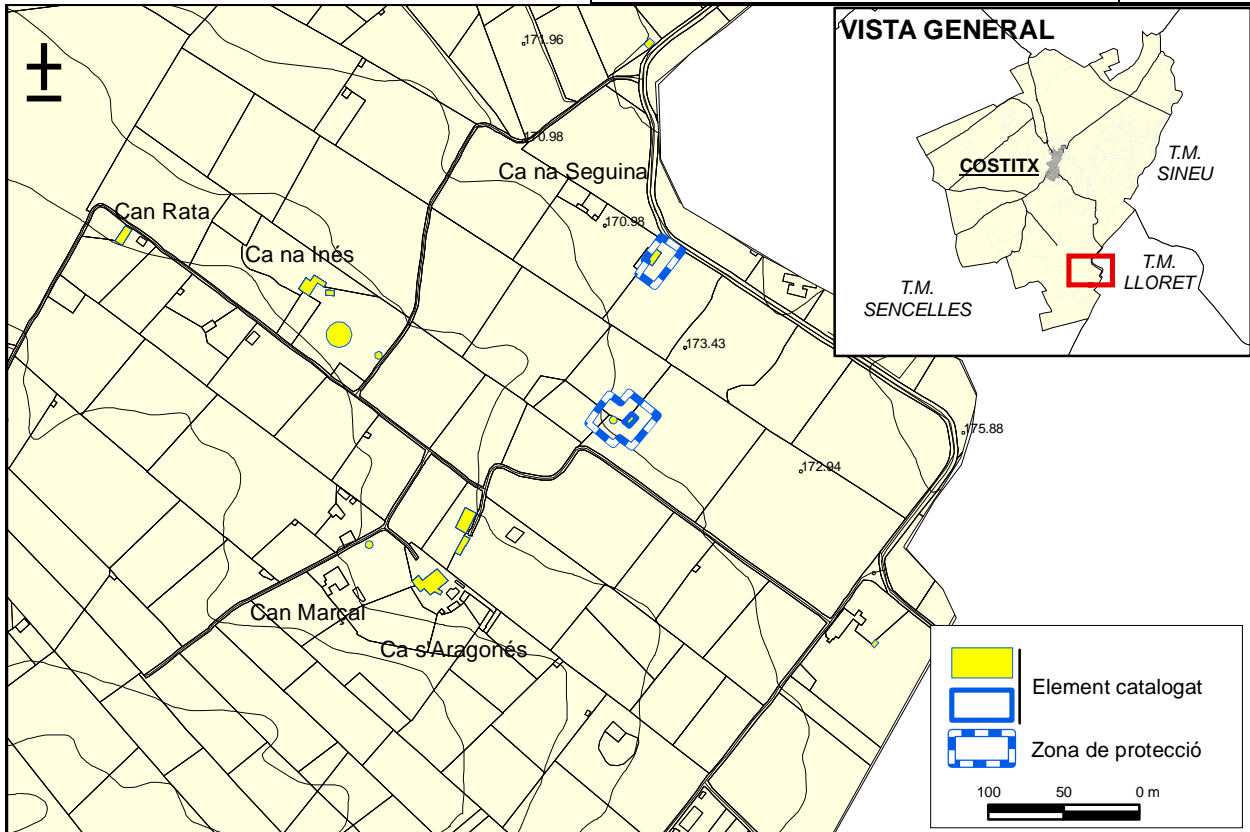 VISTA GENERAL
COSTITX
T.M.
SINEU
T.M.
LLORET
T.M.
SENCELLES
171.96
170.98
Ca na Seguina
Can Rata
170.98
Ca na Inés
173.43
175.88
172.94
Can Marçal
Ca s'Aragonés
Element catalogat
Zona de protecció
100 50 0 m